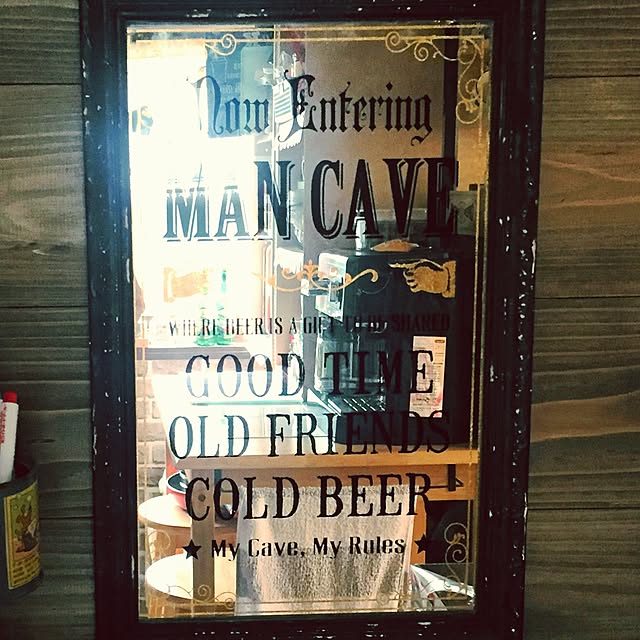 Now Entering
MAN CAVE
WHERE BEER IS A GIFT TO BE SHARED
GOOD TIME
OLD FRIENDS
COLD BEER
★ My Cave, My Rules ★